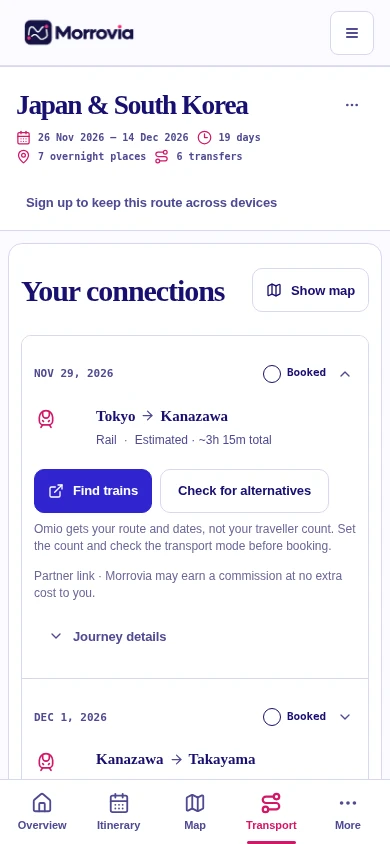 Morrovia
Japan & South Korea
26 Nov 2026 – 14 Dec 2026 19 days
7 overnight places 6 transfers
Sign up to keep this route across devices
Your connections
Show map
NOV 29, 2026
Booked
Tokyo → Kanazawa
Rail · Estimated · ~3h 15m total
Find trains
Check for alternatives
Omio gets your route and dates, not your traveller count. Set
the count and check the transport mode before booking.
Partner link · Morrovia may earn a commission at no extra
cost to you.
Journey details
DEC 1, 2026
Booked
Kanazawa → Takayama
Overview
Itinerary
Map
Transport
More